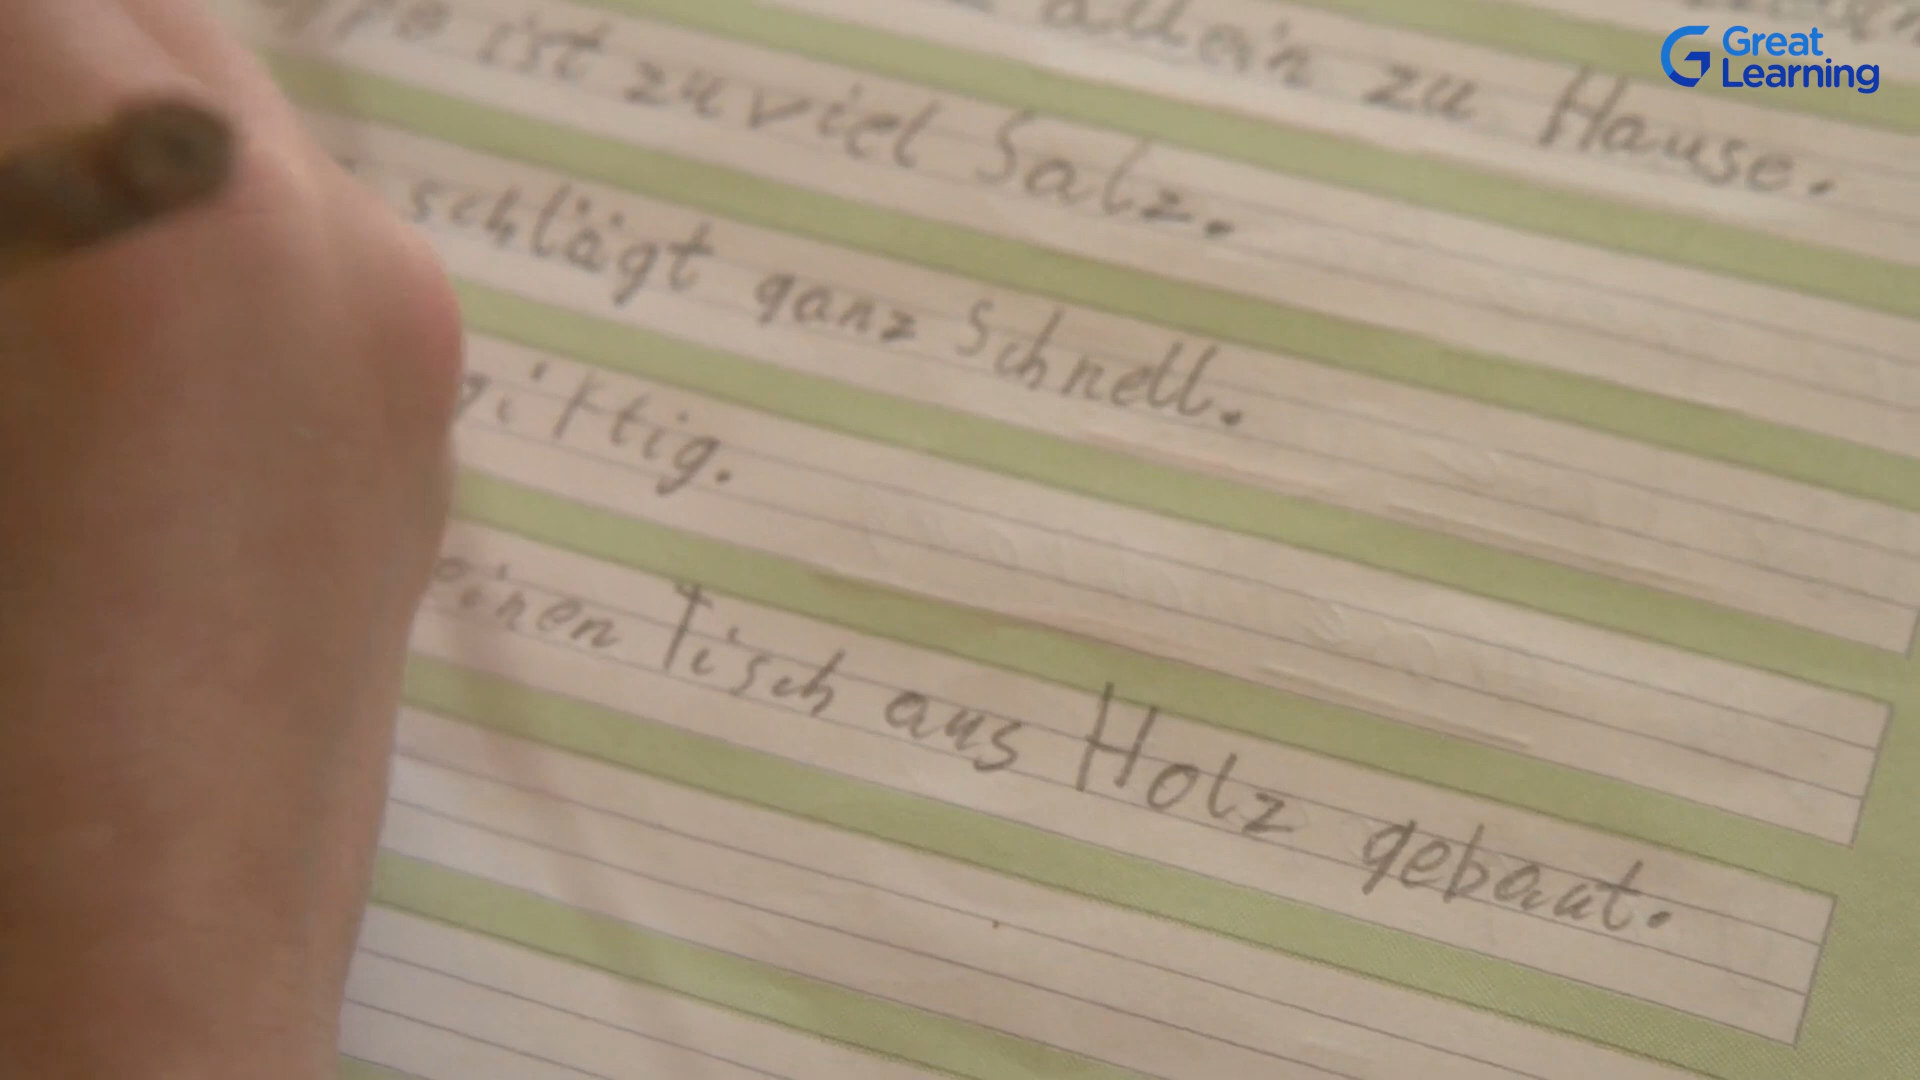 allein zu Hause.
ist zuviel Salz.
schlägt ganz Schnell.
giftig.
einen Tisch aus Holz gebaut.
Great Learning